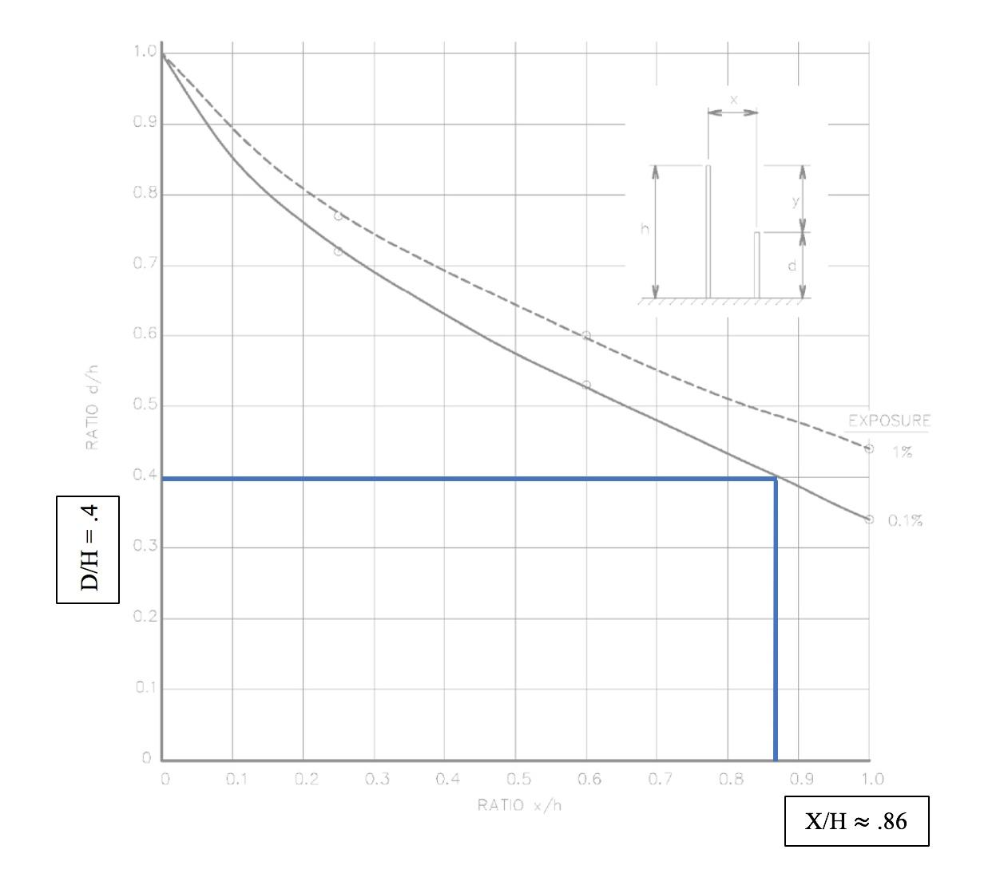 1.0
0.9
0.8
0.7
0.6
0.5
0.4
0.3
0.2
0.1
0
RATIO d/h
D/H = .4
x
h
y
d
EXPOSURE
1%
0.1%
0 0.1 0.2 0.3 0.4 0.5 0.6 0.7 0.8 0.9 1.0
RATIO x/h
X/H ≈ .86